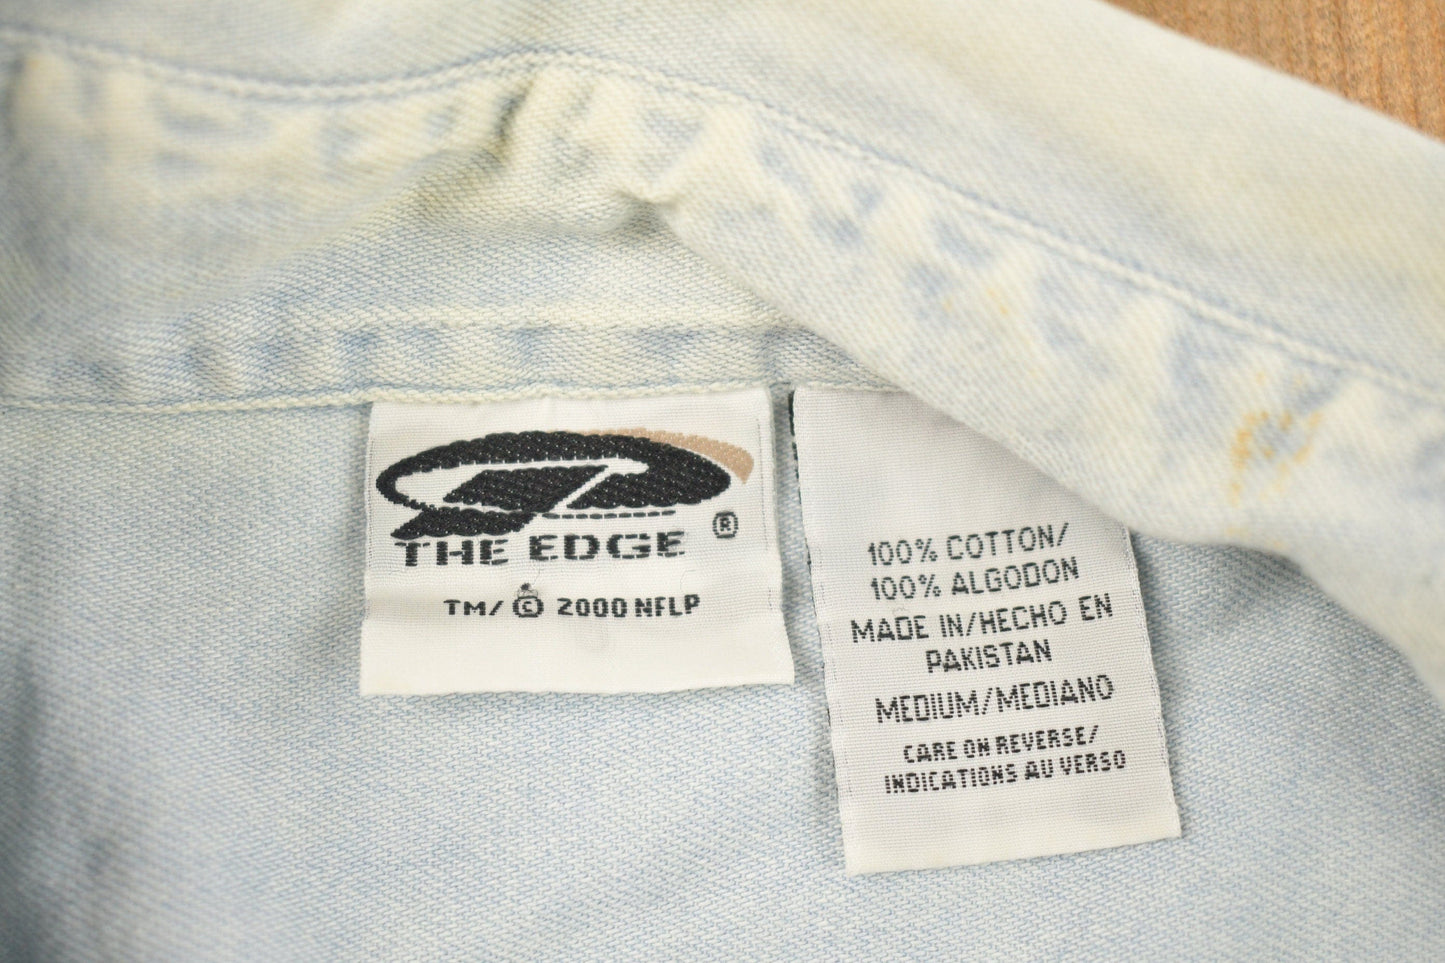 THE EDGE ®
TM/ © 2000 NFLP
100% COTTON/
100% ALGODON
MADE IN/HECHO EN
PAKISTAN
MEDIUM/MEDIANO
CARE ON REVERSE/
INDICATIONS AU VERSO